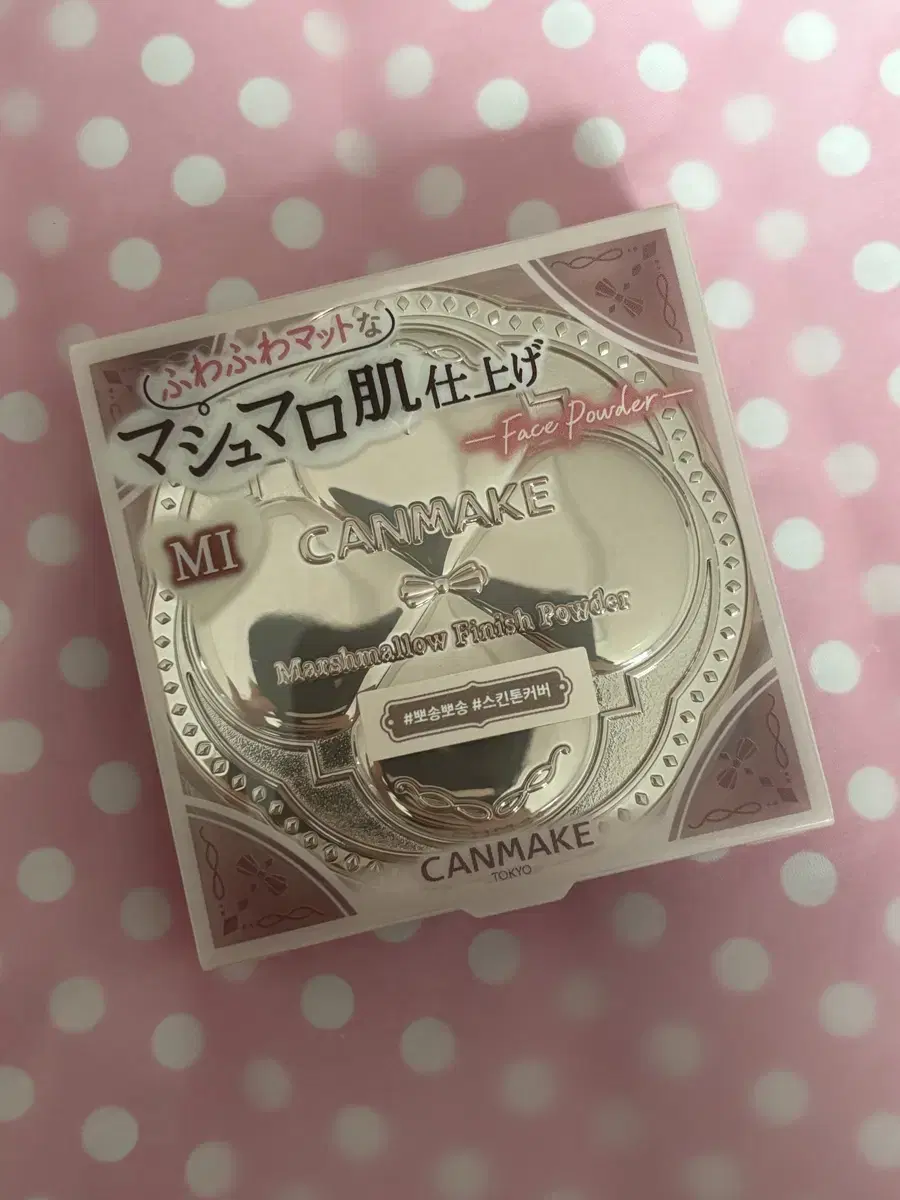 ふわふわマットな
マシュマロ肌仕上げ
Face Powder
CANMAKE
MI
Marshmallow Finish Powder
#뽀송뽀송 #스킨톤커버
CANMAKE
TOKYO